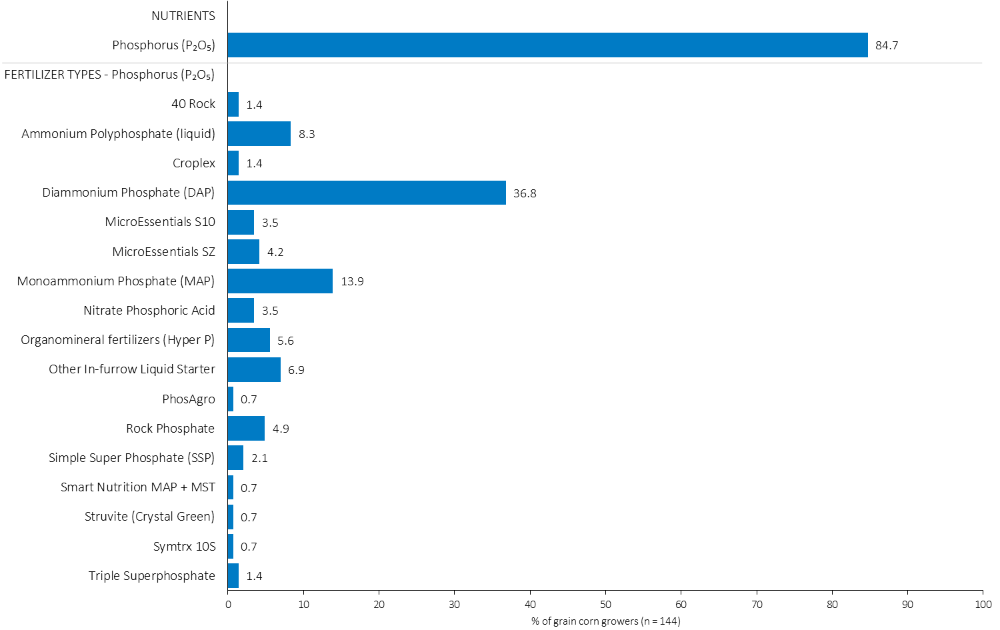 NUTRIENTS
Phosphorus (P₂O₅) 84.7
FERTILIZER TYPES - Phosphorus (P₂O₅)
40 Rock 1.4
Ammonium Polyphosphate (liquid) 8.3
Croplex 1.4
Diammonium Phosphate (DAP) 36.8
MicroEssentials S10 3.5
MicroEssentials SZ 4.2
Monoammonium Phosphate (MAP) 13.9
Nitrate Phosphoric Acid 3.5
Organomineral fertilizers (Hyper P) 5.6
Other In-furrow Liquid Starter 6.9
PhosAgro 0.7
Rock Phosphate 4.9
Simple Super Phosphate (SSP) 2.1
Smart Nutrition MAP + MST 0.7
Struvite (Crystal Green) 0.7
Symtrx 10S 0.7
Triple Superphosphate 1.4
0 10 20 30 40 50 60 70 80 90 100
% of grain corn growers (n = 144)